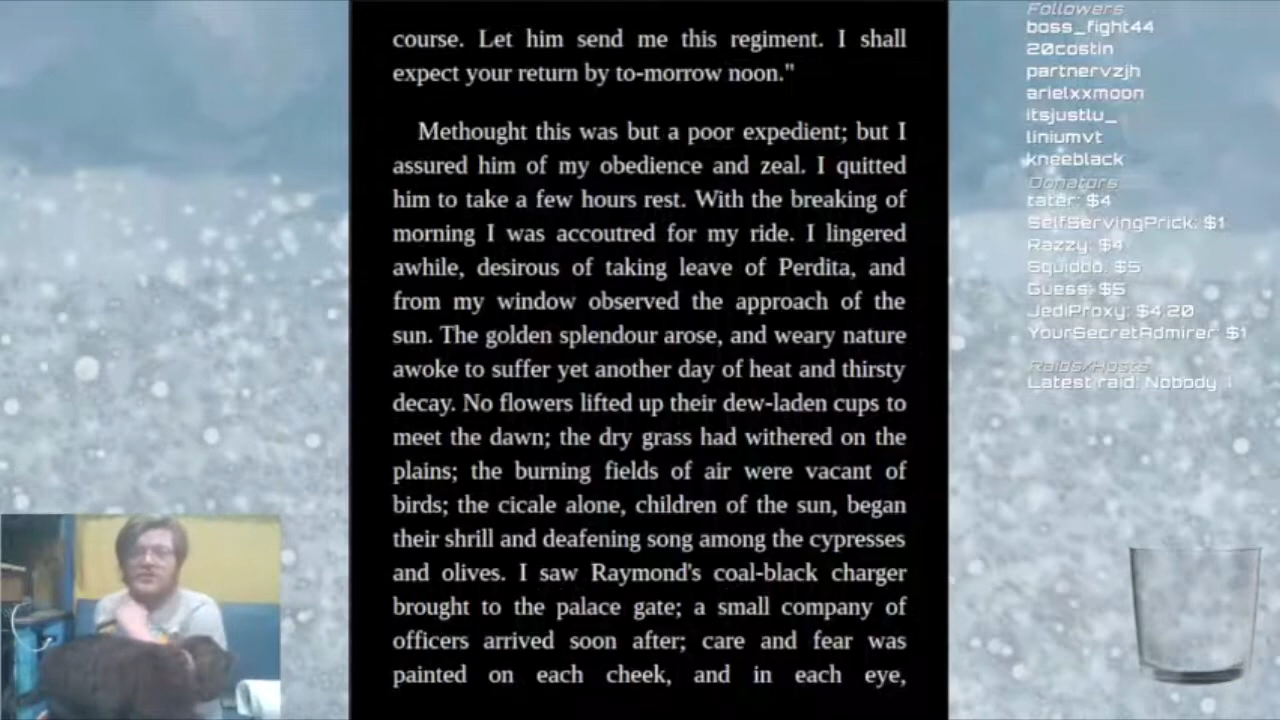 course. Let him send me this regiment. I shall
expect your return by to-morrow noon."
Methought this was but a poor expedient; but I
assured him of my obedience and zeal. I quitted
him to take a few hours rest. With the breaking of
morning I was accoutred for my ride. I lingered
awhile, desirous of taking leave of Perdita, and
from my window observed the approach of the
sun. The golden splendour arose, and weary nature
awoke to suffer yet another day of heat and thirsty
decay. No flowers lifted up their dew-laden cups to
meet the dawn; the dry grass had withered on the
plains; the burning fields of air were vacant of
birds; the cicale alone, children of the sun, began
their shrill and deafening song among the cypresses
and olives. I saw Raymond's coal-black charger
brought to the palace gate; a small company of
officers arrived soon after; care and fear was
painted on each cheek, and in each eye,
Followers
boss_fight44
20costin
partnervzjh
arielxxmoon
itsjustlu_
liniumvt
kneeblack
Donators
tater: $4
SelfServingPrick: $1
Razzy: $4
Squidbo: $5
Guess: $5
JediProxy: $4.20
YourSecretAdmirer: $1
Raids/Hosts
Latest raid: Nobody